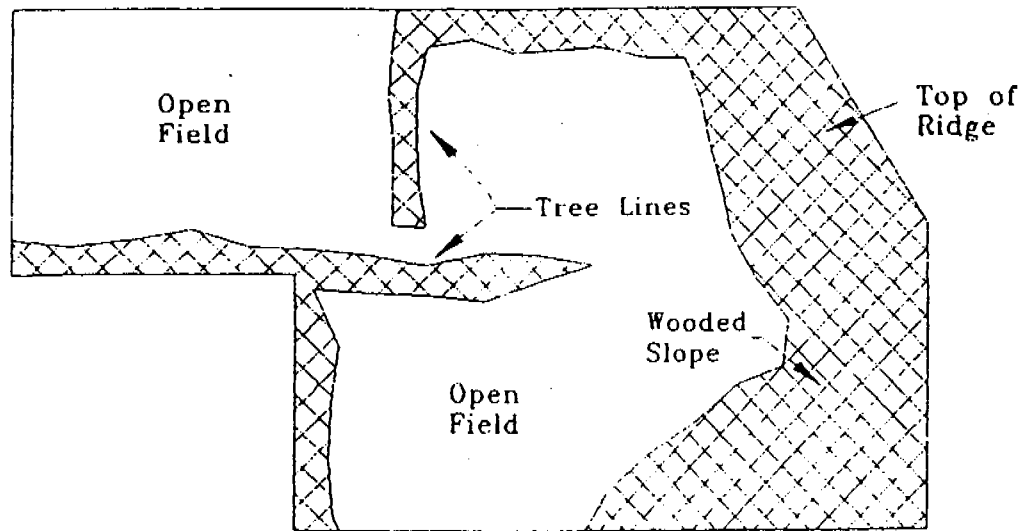 Open
Field
Top of
Ridge
Tree Lines
Wooded
Slope
Open
Field